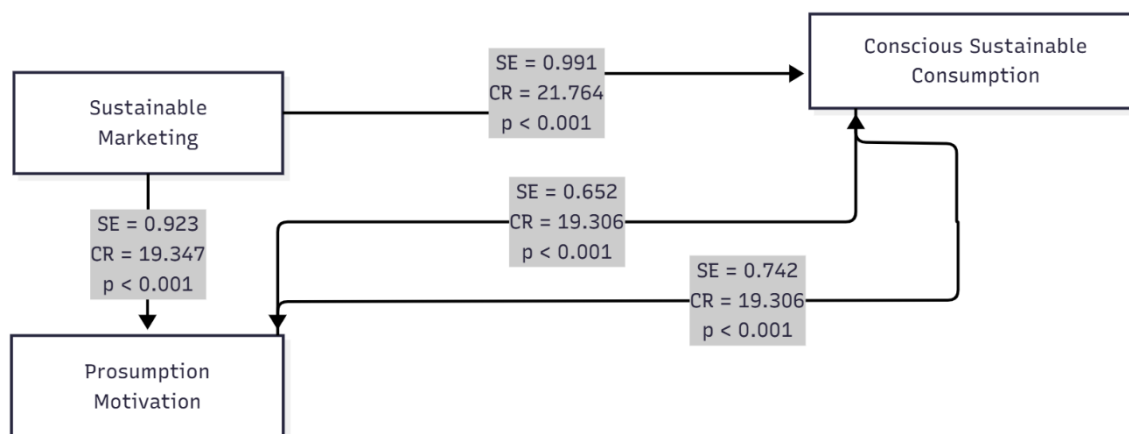 Conscious Sustainable
Consumption
SE = 0.991
CR = 21.764
p < 0.001
Sustainable
Marketing
SE = 0.652
CR = 19.306
p < 0.001
SE = 0.923
CR = 19.347
p < 0.001
SE = 0.742
CR = 19.306
p < 0.001
Prosumption
Motivation